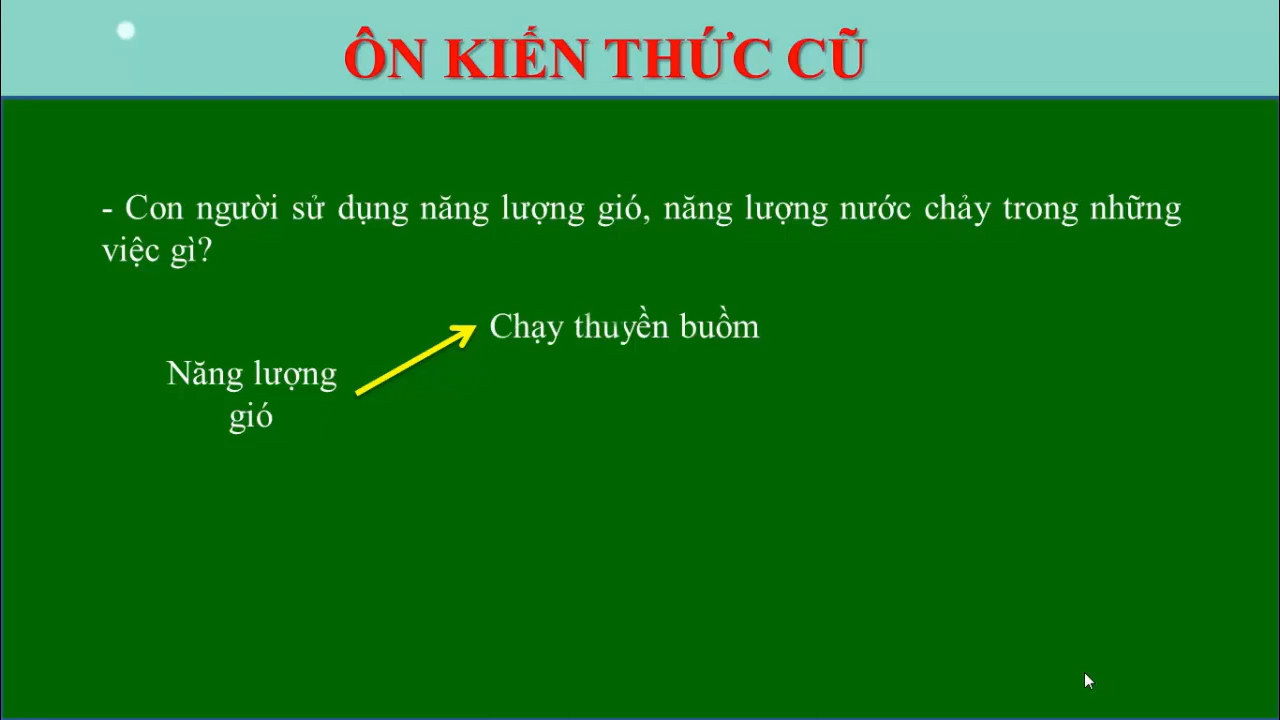 ÔN KIẾN THỨC CŨ
- Con người sử dụng năng lượng gió, năng lượng nước chảy trong những
việc gì?
Chạy thuyền buồm
Năng lượng
gió